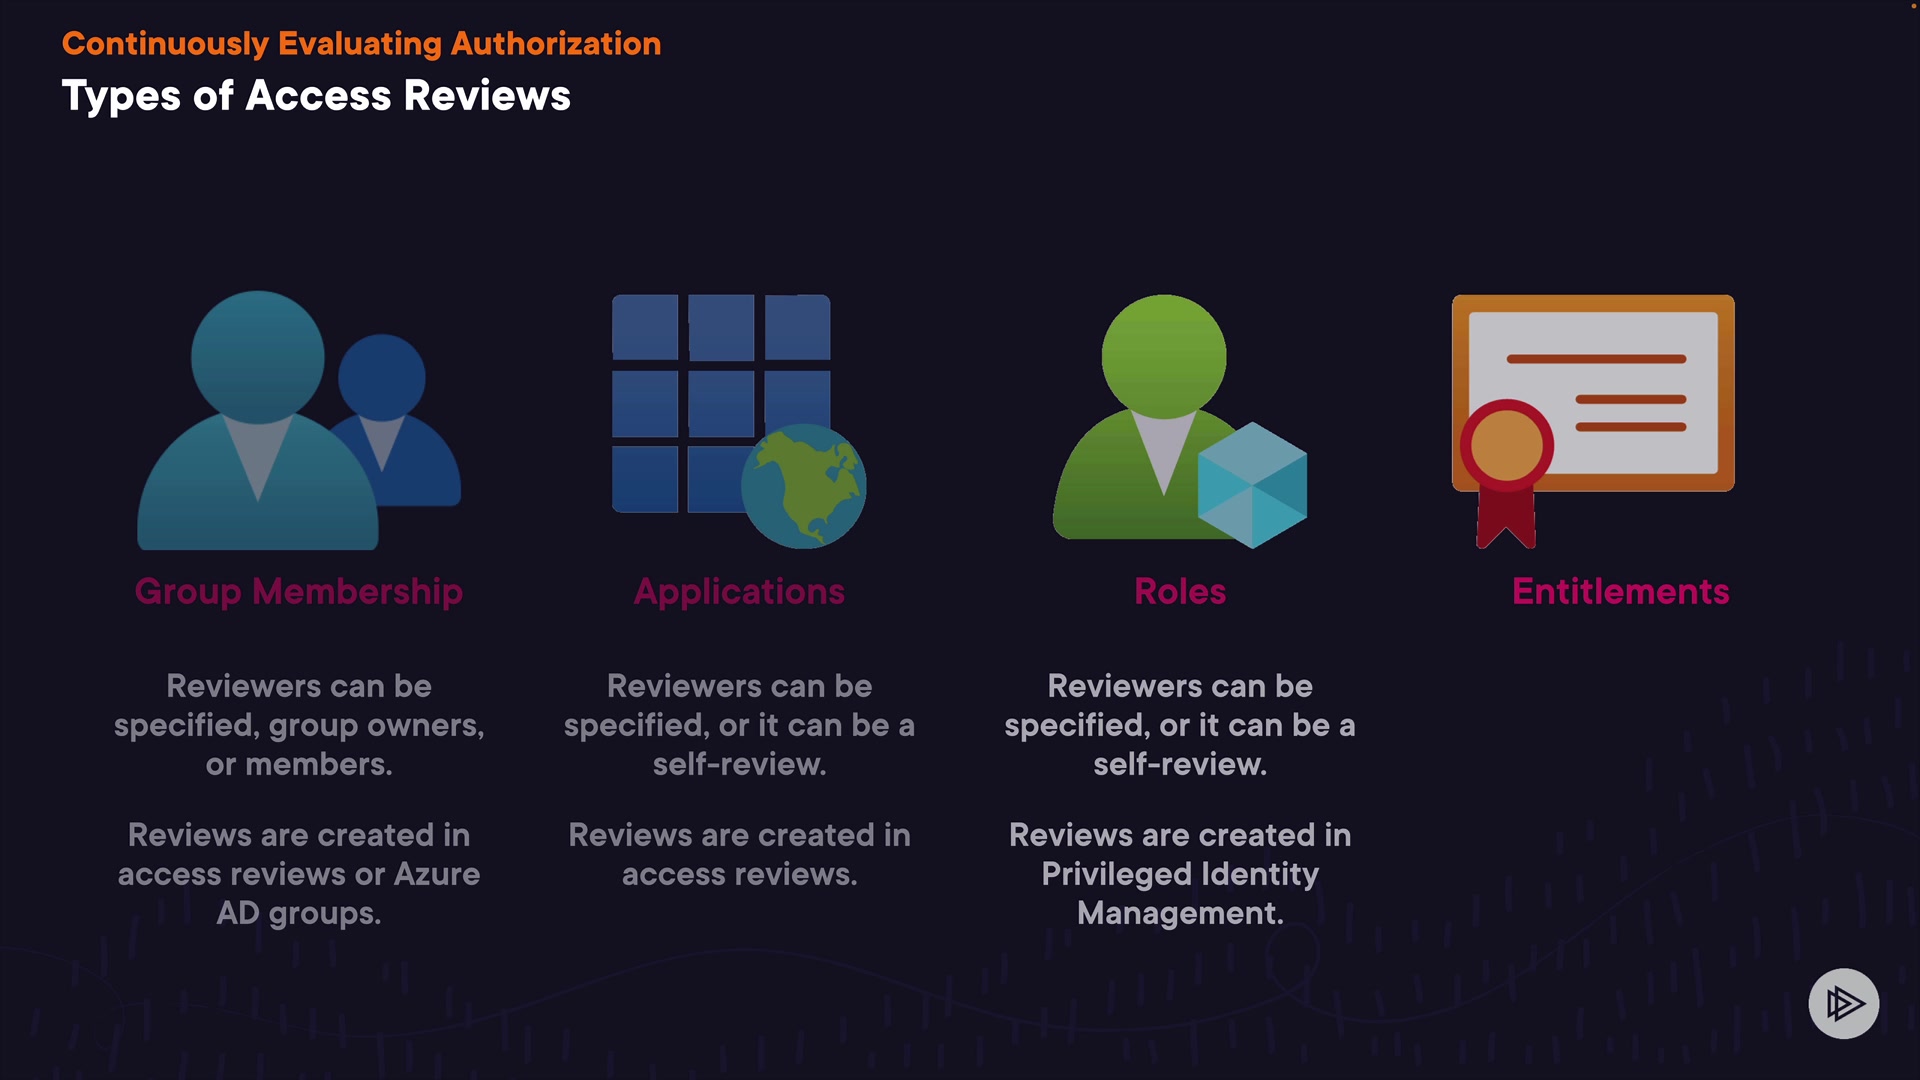 Continuously Evaluating Authorization
Types of Access Reviews
Group Membership
Reviewers can be
specified, group owners,
or members.
Reviews are created in
access reviews or Azure
AD groups.
Applications
Reviewers can be
specified, or it can be a
self-review.
Reviews are created in
access reviews.
Roles
Reviewers can be
specified, or it can be a
self-review.
Reviews are created in
Privileged Identity
Management.
Entitlements